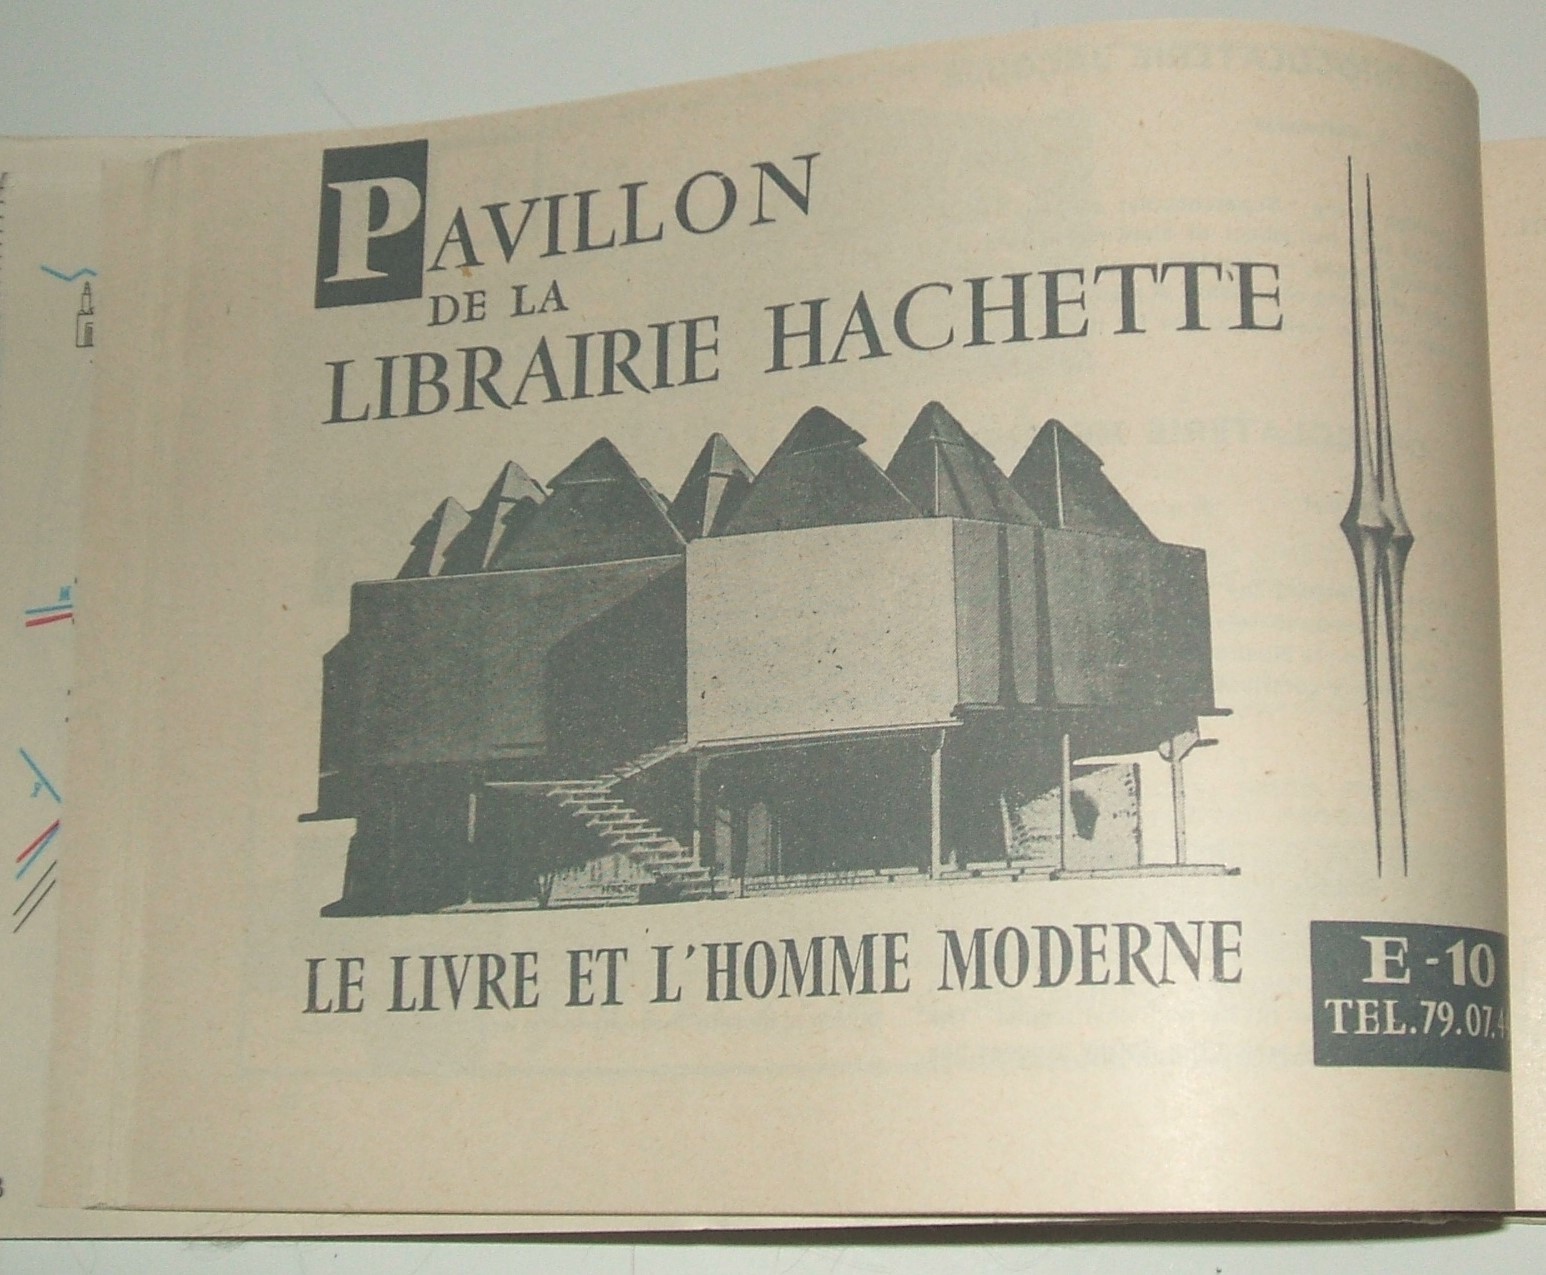 PAVILLON
DE LA
LIBRAIRIE HACHETTE
LE LIVRE ET L'HOMME MODERNE
E-10
TEL.79.07.4